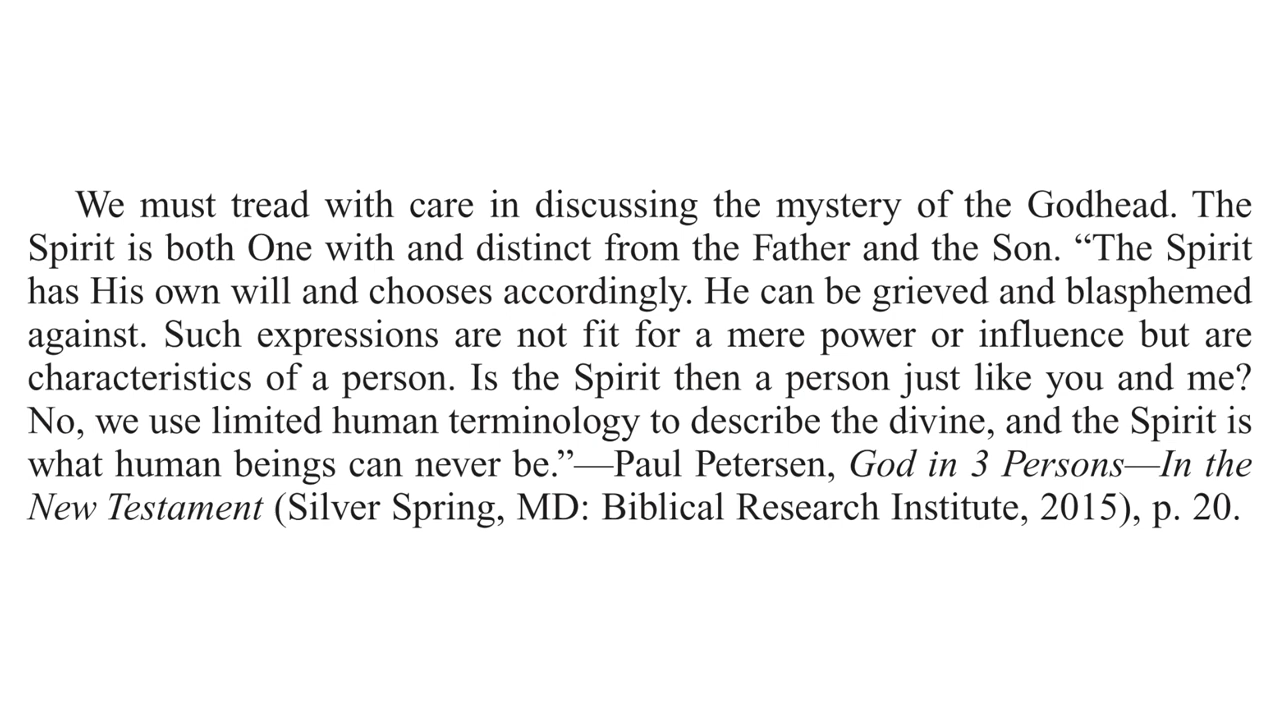 We must tread with care in discussing the mystery of the Godhead. The
Spirit is both One with and distinct from the Father and the Son. “The Spirit
has His own will and chooses accordingly. He can be grieved and blasphemed
against. Such expressions are not fit for a mere power or influence but are
characteristics of a person. Is the Spirit then a person just like you and me?
No, we use limited human terminology to describe the divine, and the Spirit is
what human beings can never be.”—Paul Petersen, God in 3 Persons—In the
New Testament (Silver Spring, MD: Biblical Research Institute, 2015), p. 20.